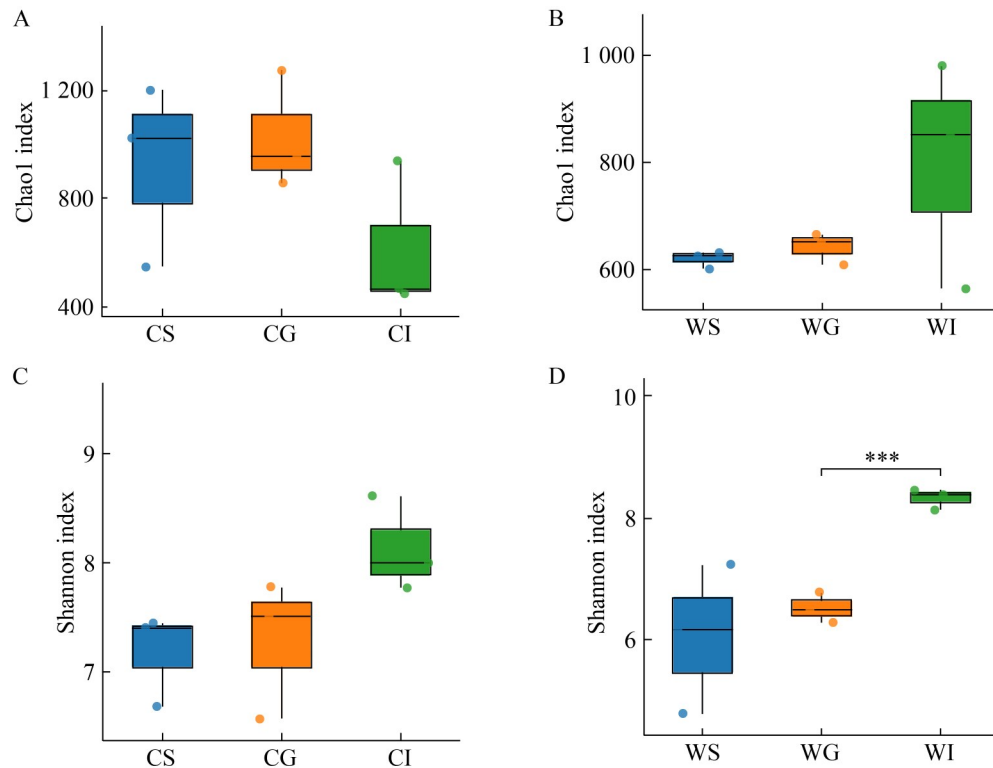 A
Chao1 index
1 200
800
400
CS
CG
CI
B
Chao1 index
1 000
800
600
WS
WG
WI
C
Shannon index
9
8
7
CS
CG
CI
D
Shannon index
10
8
6
***
WS
WG
WI